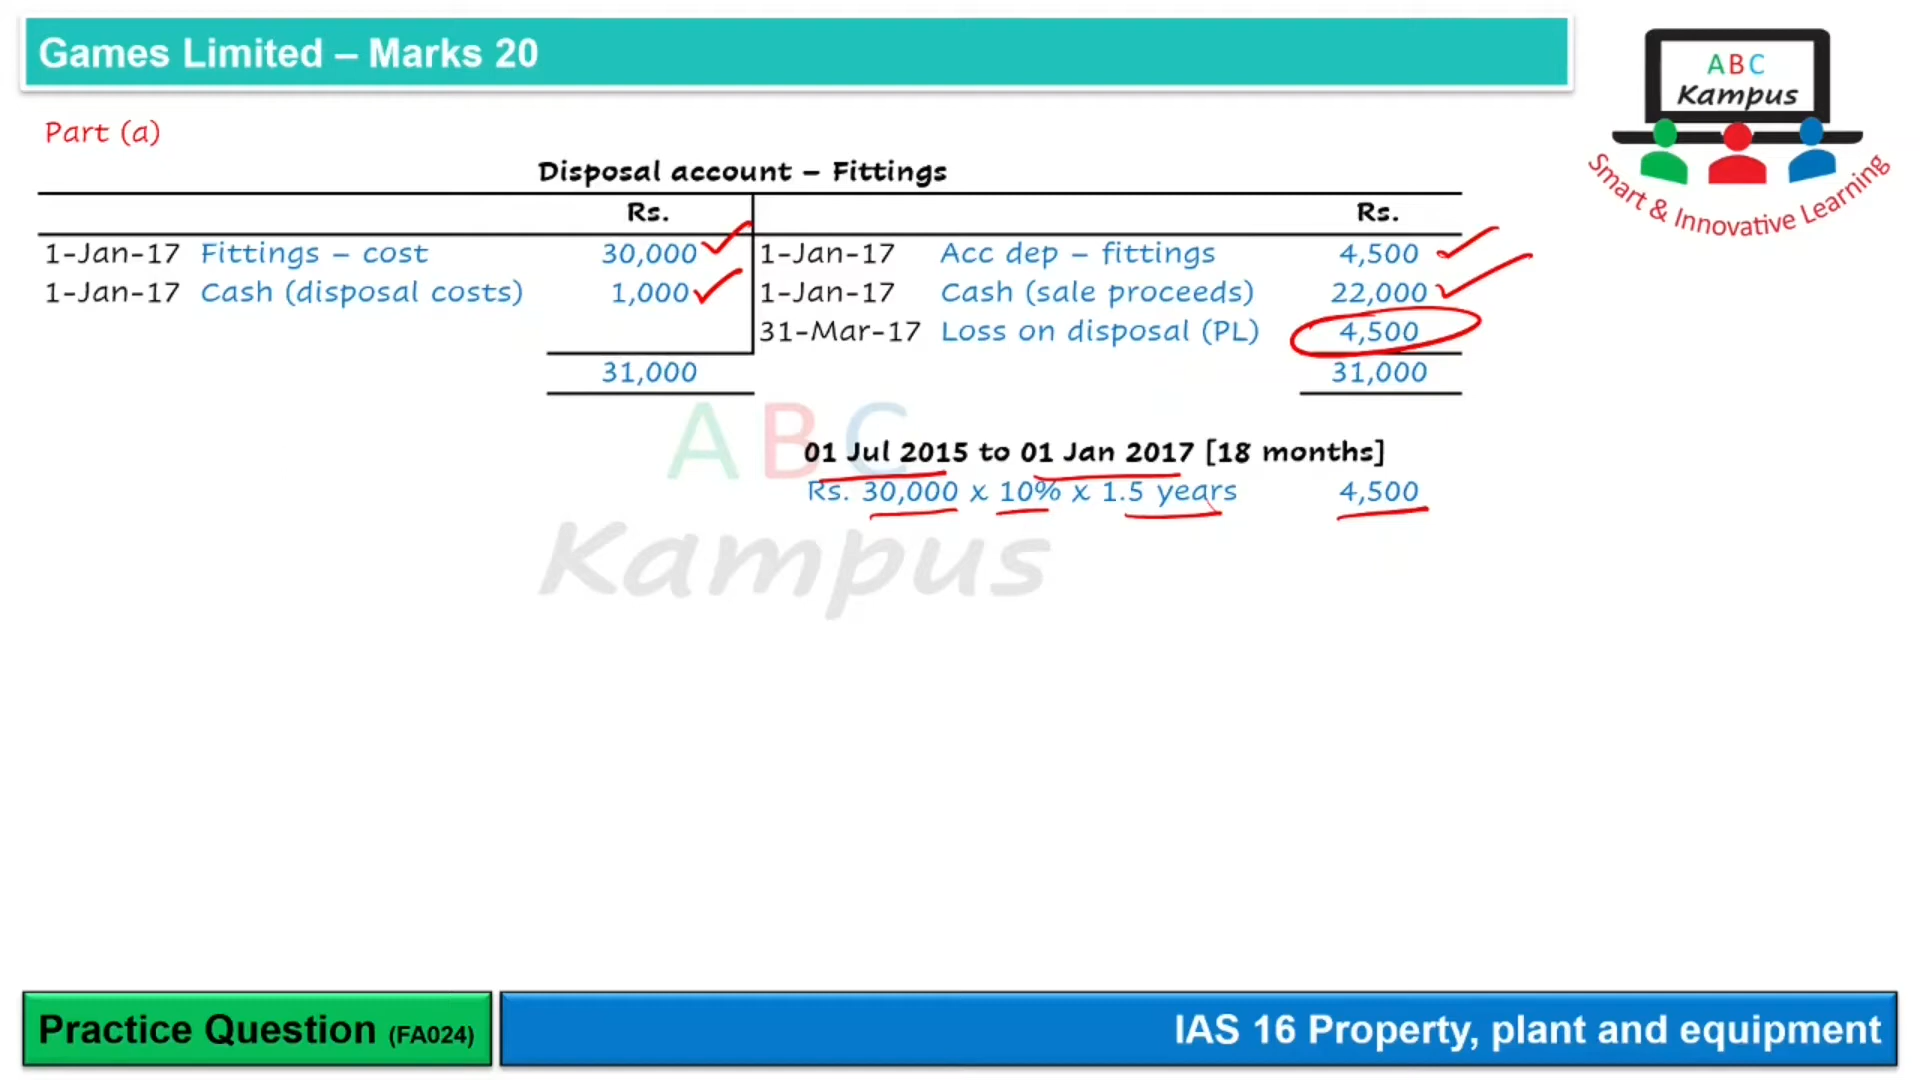 Games Limited – Marks 20
ABC
Kampus
Smart & Innovative Learning
Part (a)
Disposal account – Fittings
Rs. Rs.
1-Jan-17 Fittings – cost 30,000 1-Jan-17 Acc dep – fittings 4,500
1-Jan-17 Cash (disposal costs) 1,000 1-Jan-17 Cash (sale proceeds) 22,000
31-Mar-17 Loss on disposal (PL) 4,500
31,000 31,000
ABC
01 Jul 2015 to 01 Jan 2017 [18 months]
Rs. 30,000 x 10% x 1.5 years 4,500
Kampus
Practice Question (FA024)
IAS 16 Property, plant and equipment